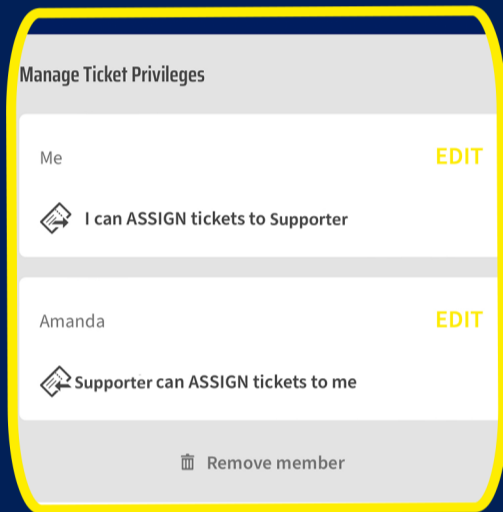 Manage Ticket Privileges
Me
EDIT
I can ASSIGN tickets to Supporter
Amanda
EDIT
Supporter can ASSIGN tickets to me
Remove member